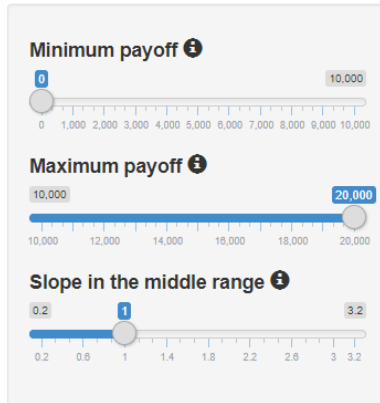 Minimum payoff
0 10,000
0 1,000 2,000 3,000 4,000 5,000 6,000 7,000 8,000 9,000 10,000
Maximum payoff
10,000 20,000
10,000 12,000 14,000 16,000 18,000 20,000
Slope in the middle range
0.2 1 3.2
0.2 0.6 1 1.4 1.8 2.2 2.6 3 3.2